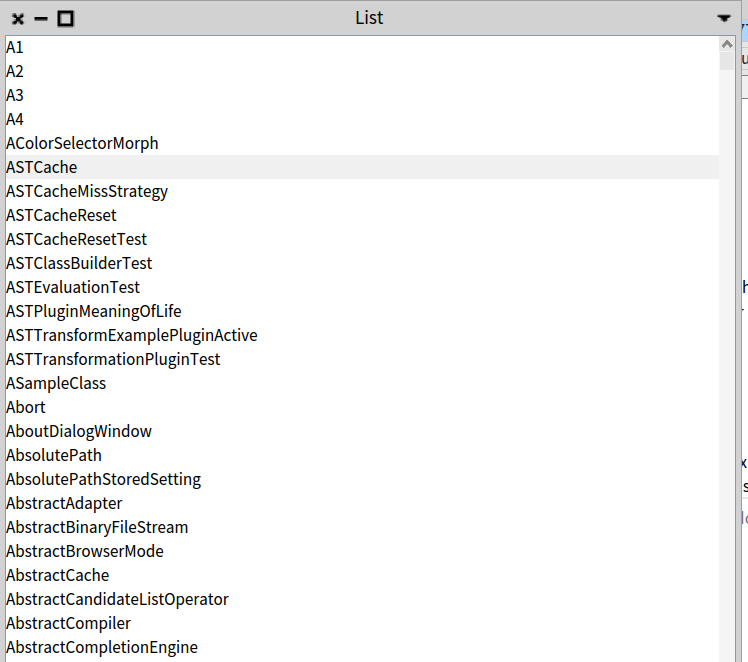 List
A1
A2
A3
A4
AColorSelectorMorph
ASTCache
ASTCacheMissStrategy
ASTCacheReset
ASTCacheResetTest
ASTClassBuilderTest
ASTEvaluationTest
ASTPluginMeaningOfLife
ASTTransformExamplePluginActive
ASTTransformationPluginTest
ASampleClass
Abort
AboutDialogWindow
AbsolutePath
AbsolutePathStoredSetting
AbstractAdapter
AbstractBinaryFileStream
AbstractBrowserMode
AbstractCache
AbstractCandidateListOperator
AbstractCompiler
AbstractCompletionEngine